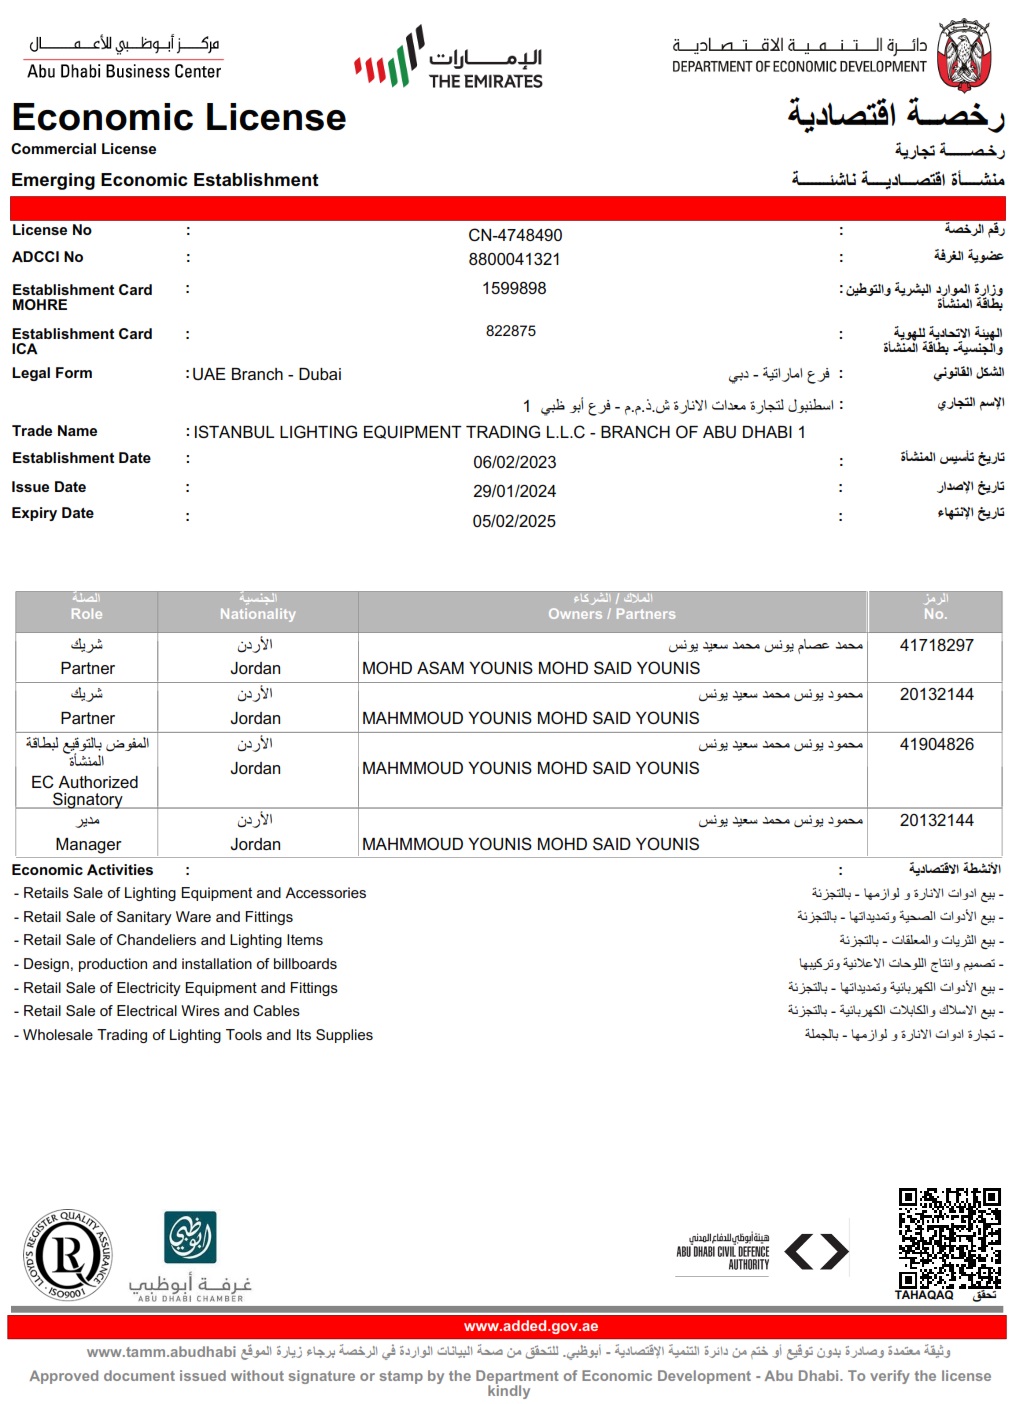 مركز أبوظبي للأعمال
Abu Dhabi Business Center
الإمارات
THE EMIRATES
دائرة التنمية الاقتصادية
DEPARTMENT OF ECONOMIC DEVELOPMENT
Economic License
رخصة اقتصادية
Commercial License
رخصة تجارية
Emerging Economic Establishment
منشأة اقتصادية ناشئة
License No : CN-4748490 : رقم الرخصة
ADCCI No : 8800041321 : عضوية الغرفة
Establishment Card : 1599898 : وزارة الموارد البشرية والتوطين
MOHRE بطاقة المنشأة
Establishment Card : 822875 : الهيئة الاتحادية للهوية
ICA والجنسية- بطاقة المنشأة
Legal Form : UAE Branch - Dubai فرع اماراتية - دبي : الشكل القانوني
اسطنبول لتجارة معدات الانارة ش.ذ.م.م - فرع أبو ظبي 1 : الإسم التجاري
Trade Name : ISTANBUL LIGHTING EQUIPMENT TRADING L.L.C - BRANCH OF ABU DHABI 1
Establishment Date : 06/02/2023 : تاريخ تأسيس المنشأة
Issue Date : 29/01/2024 : تاريخ الإصدار
Expiry Date : 05/02/2025 : تاريخ الإنتهاء
الصلة الجنسية الملاك / الشركاء الرمز
Role Nationality Owners / Partners No.
شريك الأردن محمد عصام يونس محمد سعيد يونس 41718297
Partner Jordan MOHD ASAM YOUNIS MOHD SAID YOUNIS
شريك الأردن محمود يونس محمد سعيد يونس 20132144
Partner Jordan MAHMMOUD YOUNIS MOHD SAID YOUNIS
المفوض بالتوقيع لبطاقة الأردن محمود يونس محمد سعيد يونس 41904826
المنشأة Jordan MAHMMOUD YOUNIS MOHD SAID YOUNIS
EC Authorized
Signatory
مدير الأردن محمود يونس محمد سعيد يونس 20132144
Manager Jordan MAHMMOUD YOUNIS MOHD SAID YOUNIS
Economic Activities : : الأنشطة الاقتصادية
- Retails Sale of Lighting Equipment and Accessories - بيع ادوات الانارة و لوازمها - بالتجزئة
- Retail Sale of Sanitary Ware and Fittings - بيع الأدوات الصحية وتمديداتها - بالتجزئة
- Retail Sale of Chandeliers and Lighting Items - بيع الثريات والمعلقات - بالتجزئة
- Design, production and installation of billboards - تصميم وانتاج اللوحات الاعلانية وتركيبها
- Retail Sale of Electricity Equipment and Fittings - بيع الأدوات الكهربائية وتمديداتها - بالتجزئة
- Retail Sale of Electrical Wires and Cables - بيع الاسلاك والكابلات الكهربائية - بالتجزئة
- Wholesale Trading of Lighting Tools and Its Supplies - تجارة ادوات الانارة و لوازمها - بالجملة
LLOYD'S REGISTER QUALITY ASSURANCE
LRQA
ISO9001
أبوظبي
غرفة أبوظبي
ABU DHABI CHAMBER
هيئة أبوظبي للدفاع المدني
ABU DHABI CIVIL DEFENCE
AUTHORITY
TAHAQAQ تحقق
www.added.gov.ae
وثيقة معتمدة وصادرة بدون توقيع أو ختم من دائرة التنمية الإقتصادية - أبوظبي. للتحقق من صحة البيانات الواردة في الرخصة برجاء زيارة الموقع www.tamm.abudhabi
Approved document issued without signature or stamp by the Department of Economic Development - Abu Dhabi. To verify the license
kindly